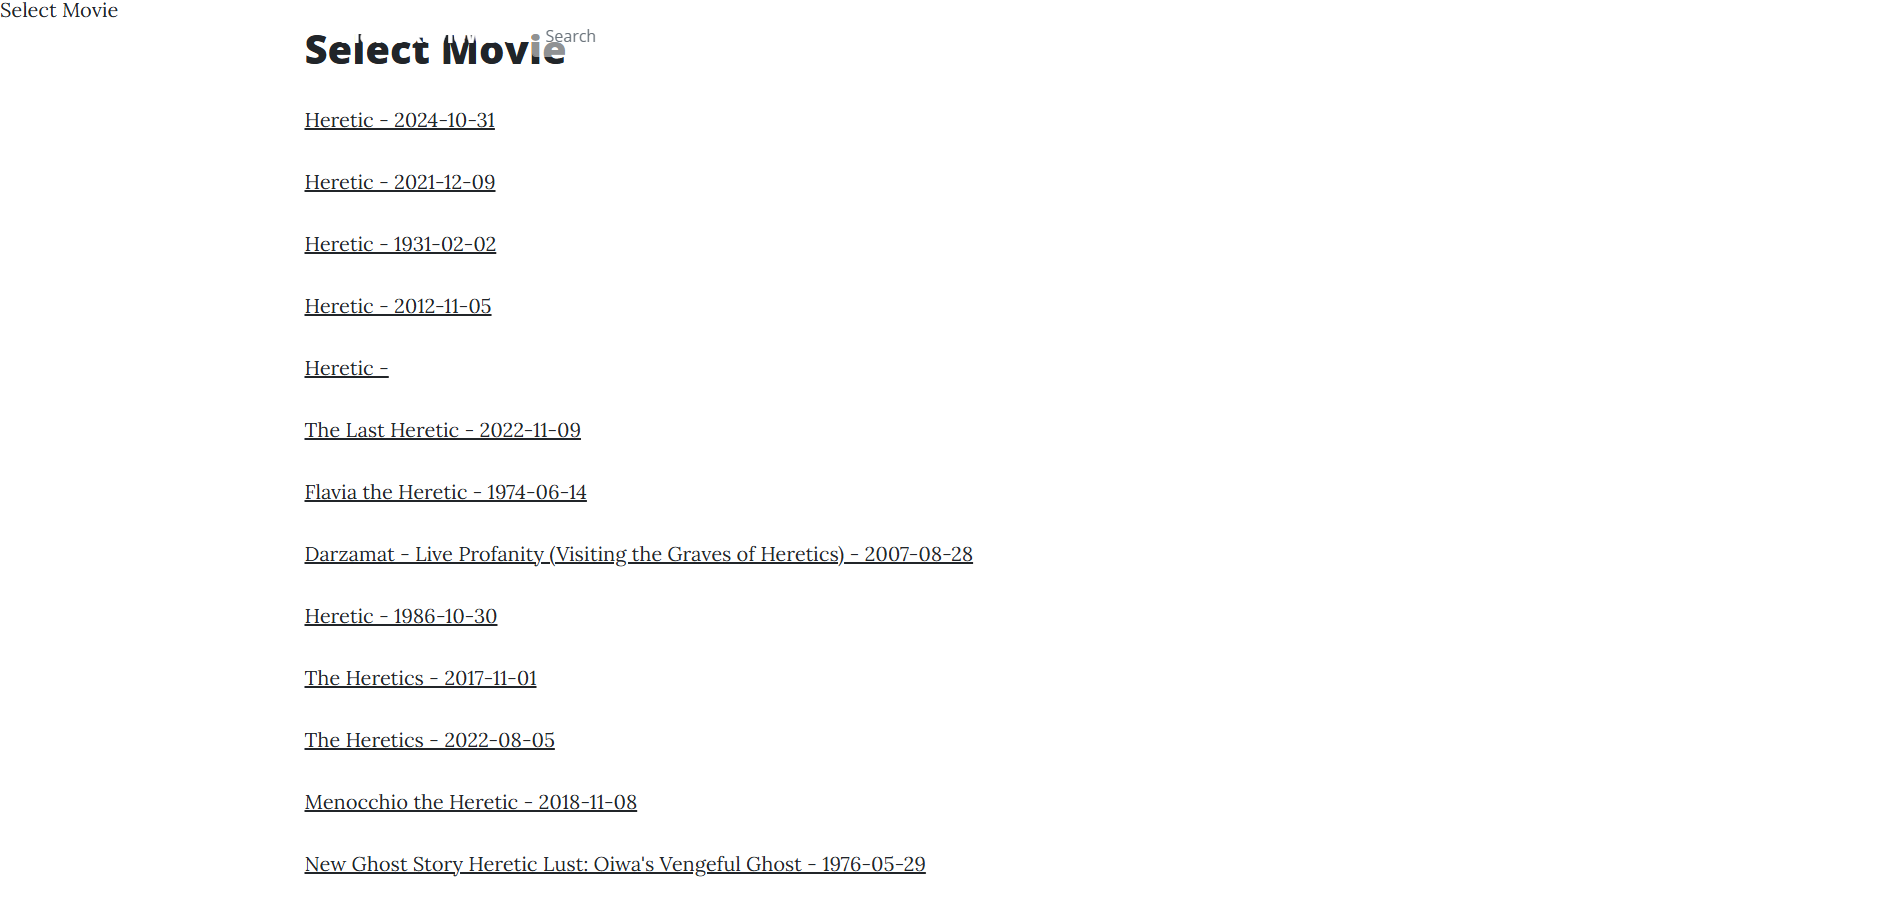 Select Movie
Search
Select Movie
Heretic - 2024-10-31
Heretic - 2021-12-09
Heretic - 1931-02-02
Heretic - 2012-11-05
Heretic -
The Last Heretic - 2022-11-09
Flavia the Heretic - 1974-06-14
Darzamat - Live Profanity (Visiting the Graves of Heretics) - 2007-08-28
Heretic - 1986-10-30
The Heretics - 2017-11-01
The Heretics - 2022-08-05
Menocchio the Heretic - 2018-11-08
New Ghost Story Heretic Lust: Oiwa's Vengeful Ghost - 1976-05-29